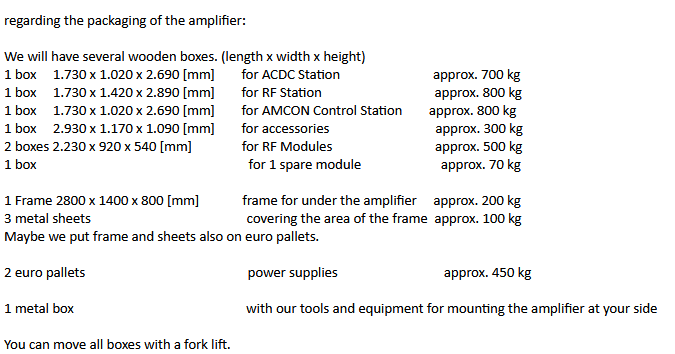 regarding the packaging of the amplifier:
We will have several wooden boxes. (length x width x height)
1 box 1.730 x 1.020 x 2.690 [mm] for ACDC Station approx. 700 kg
1 box 1.730 x 1.420 x 2.890 [mm] for RF Station approx. 800 kg
1 box 1.730 x 1.020 x 2.690 [mm] for AMCON Control Station approx. 800 kg
1 box 2.930 x 1.170 x 1.090 [mm] for accessories approx. 300 kg
2 boxes 2.230 x 920 x 540 [mm] for RF Modules approx. 500 kg
1 box for 1 spare module approx. 70 kg
1 Frame 2800 x 1400 x 800 [mm] frame for under the amplifier approx. 200 kg
3 metal sheets covering the area of the frame approx. 100 kg
Maybe we put frame and sheets also on euro pallets.
2 euro pallets power supplies approx. 450 kg
1 metal box with our tools and equipment for mounting the amplifier at your side
You can move all boxes with a fork lift.